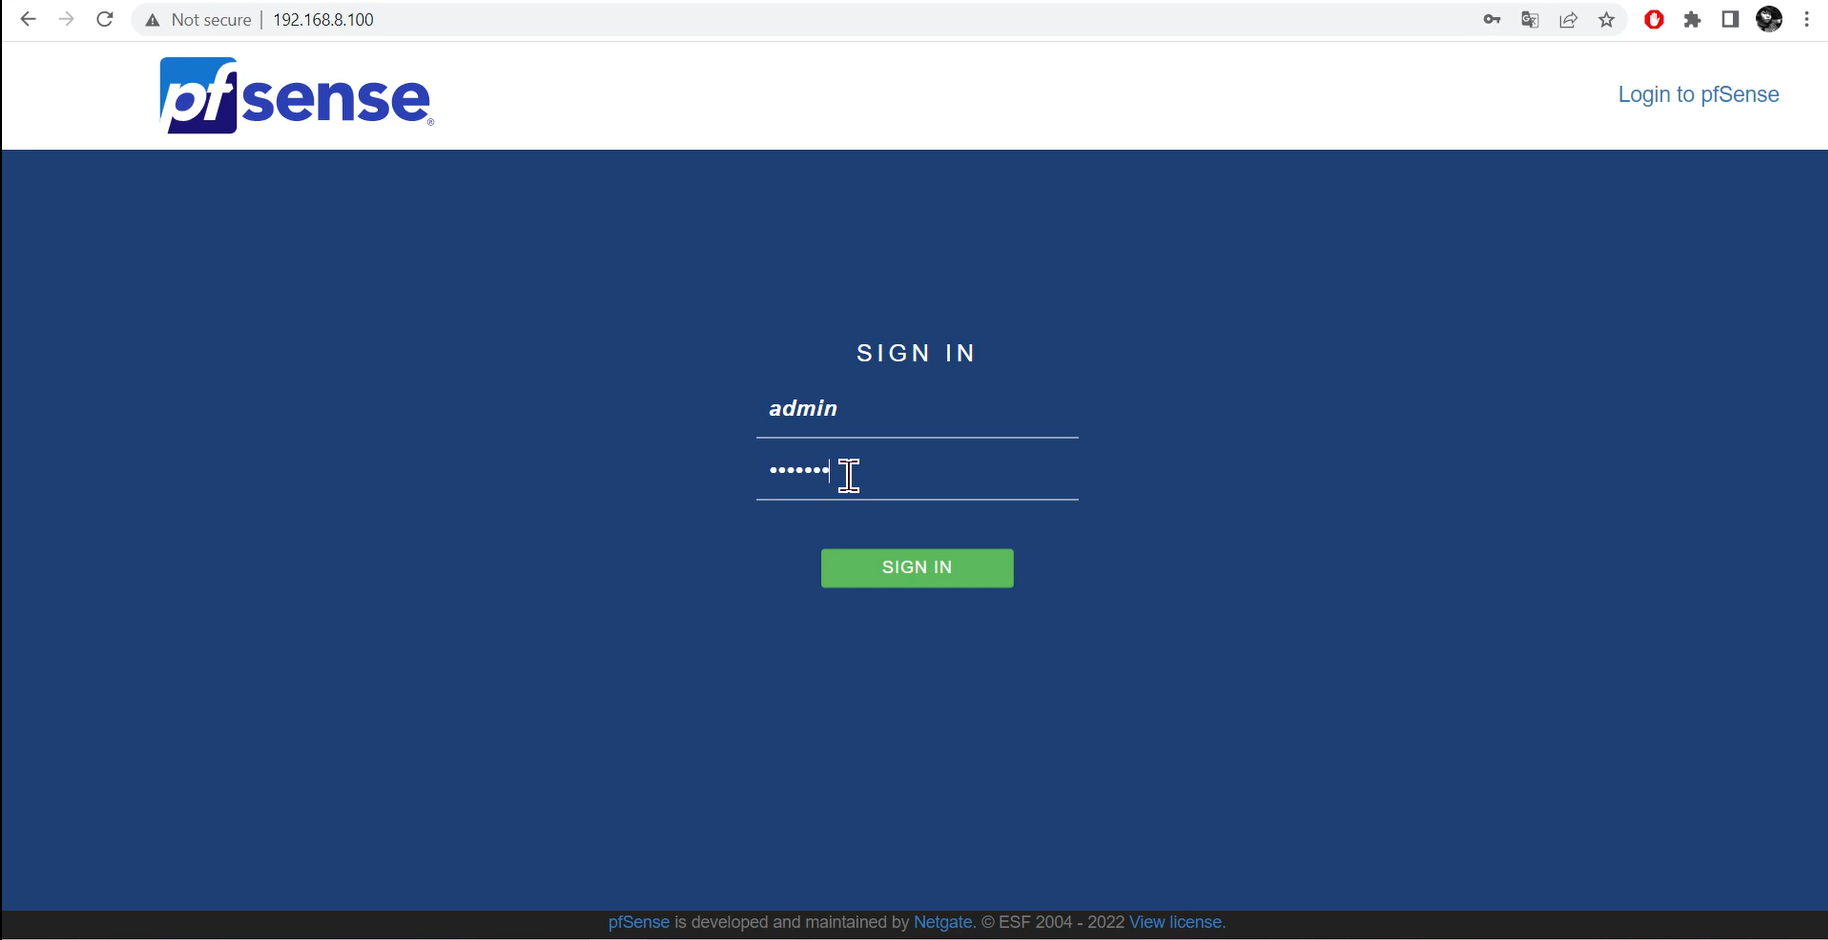 Not secure | 192.168.8.100
pfsense®
Login to pfSense
SIGN IN
admin
•••••••
SIGN IN
pfSense is developed and maintained by Netgate. © ESF 2004 - 2022 View license.